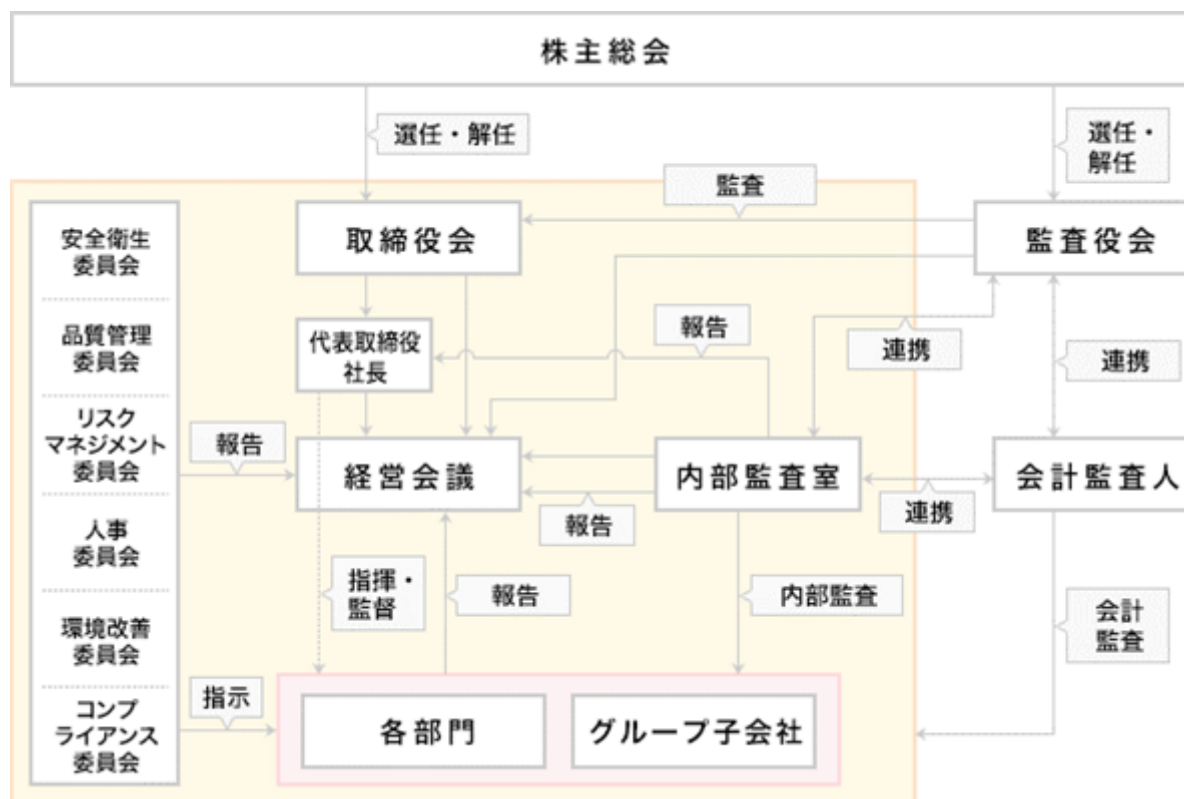 株主総会
選任・解任
選任・
解任
監査
取締役会
監査役会
安全衛生
委員会
品質管理
委員会
リスク
マネジメント
委員会
人事
委員会
環境改善
委員会
コンプ
ライアンス
委員会
代表取締役
社長
報告
連携
連携
報告
経営会議
内部監査室
会計監査人
報告
連携
指揮・
監督
報告
内部監査
会計
監査
指示
各部門
グループ子会社